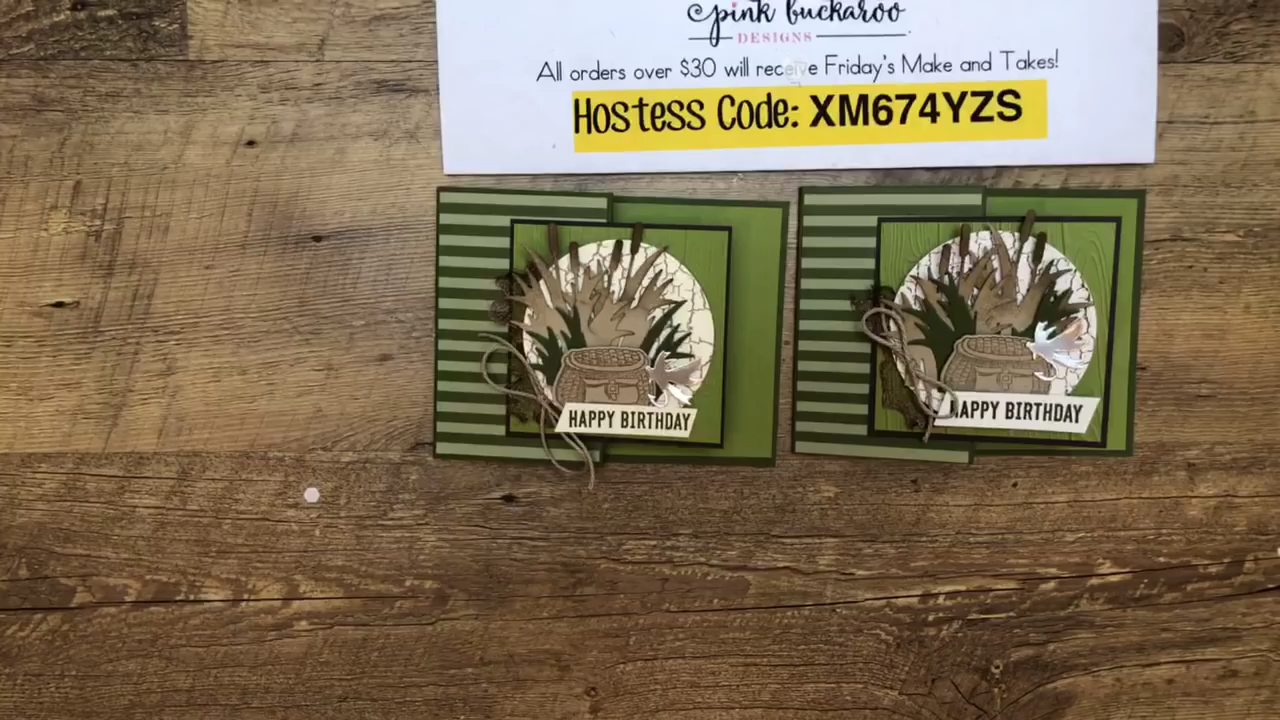 pink buckaroo
DESIGNS
All orders over $30 will receive Friday's Make and Takes!
Hostess Code: XM674YZS
HAPPY BIRTHDAY
HAPPY BIRTHDAY